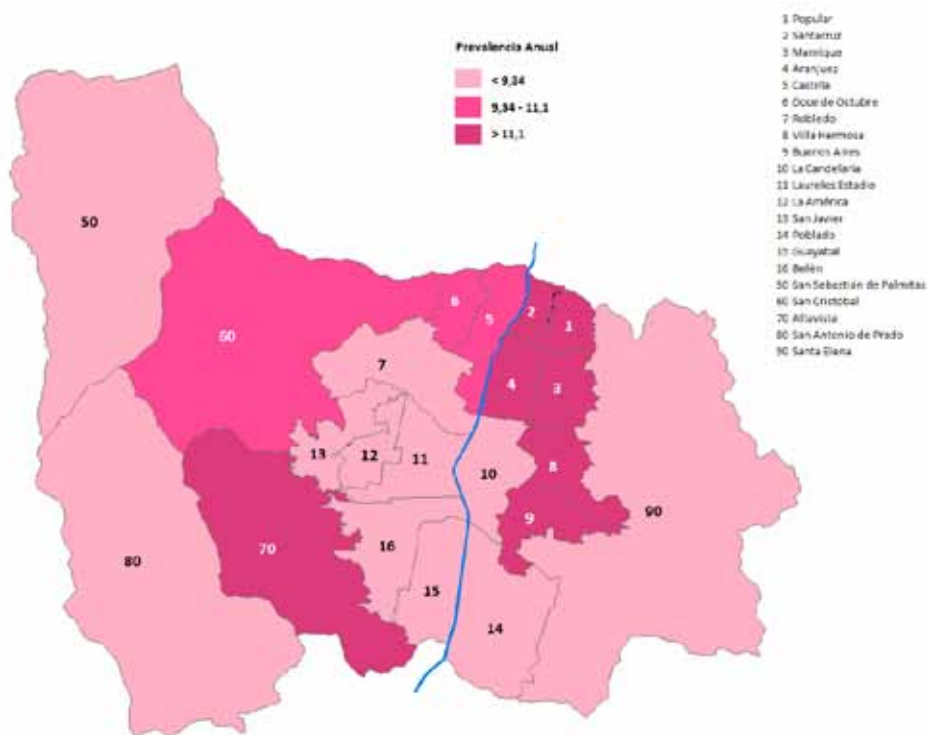 Prevalencia Anual
< 9,34
9,34 - 11,1
> 11,1
1 Popular
2 Santacruz
3 Manrique
4 Aranjuez
5 Castilla
6 Doce de Octubre
7 Robledo
8 Villa Hermosa
9 Buenos Aires
10 La Candelaria
11 Laureles Estadio
12 La América
13 San Javier
14 Poblado
15 Guayabal
16 Belén
50 San Sebastián de Palmitas
60 San Cristóbal
70 Altavista
80 San Antonio de Prado
90 Santa Elena
50
60
6
5
2
1
7
4
3
13
12
11
10
8
9
90
70
16
80
15
14